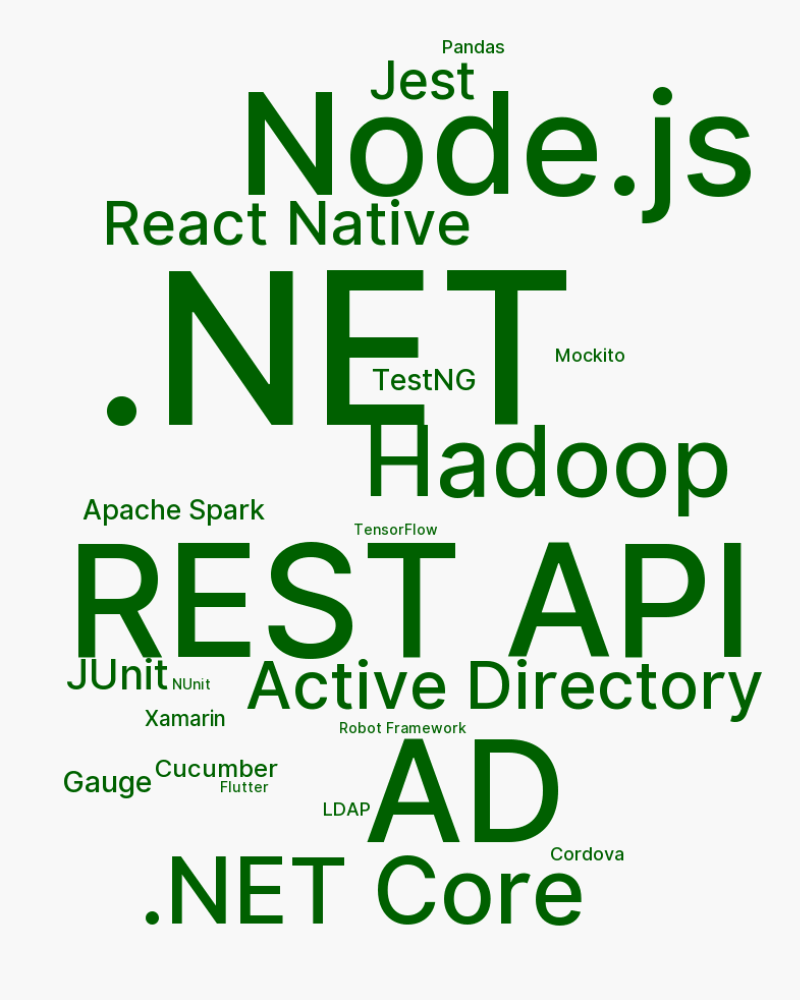 Pandas
Jest
Node.js
React Native
.NET
Mockito
TestNG
Hadoop
Apache Spark
TensorFlow
REST API
JUnit
NUnit
Active Directory
Xamarin
Robot Framework
AD
Cucumber
Gauge
Flutter
LDAP
Cordova
.NET Core